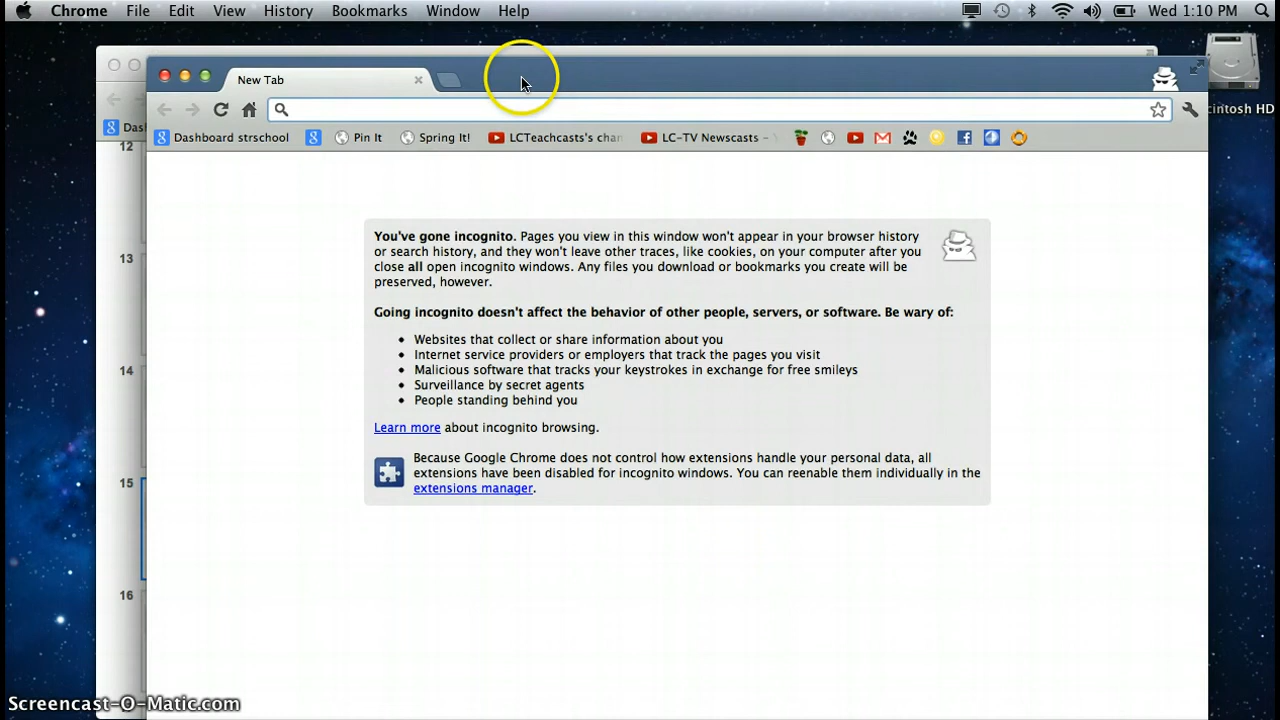 Chrome File Edit View History Bookmarks Window Help Wed 1:10 PM
New Tab
cintosh HD
Das
Dashboard strschool Pin It Spring It! LCTeachcasts's chan LC-TV Newscasts -
12
You've gone incognito. Pages you view in this window won't appear in your browser history
or search history, and they won't leave other traces, like cookies, on your computer after you
close all open incognito windows. Any files you download or bookmarks you create will be
preserved, however.
13
Going incognito doesn't affect the behavior of other people, servers, or software. Be wary of:
• Websites that collect or share information about you
• Internet service providers or employers that track the pages you visit
• Malicious software that tracks your keystrokes in exchange for free smileys
14
• Surveillance by secret agents
• People standing behind you
Learn more about incognito browsing.
Because Google Chrome does not control how extensions handle your personal data, all
extensions have been disabled for incognito windows. You can reenable them individually in the
extensions manager.
15
16
Screencast-O-Matic.com